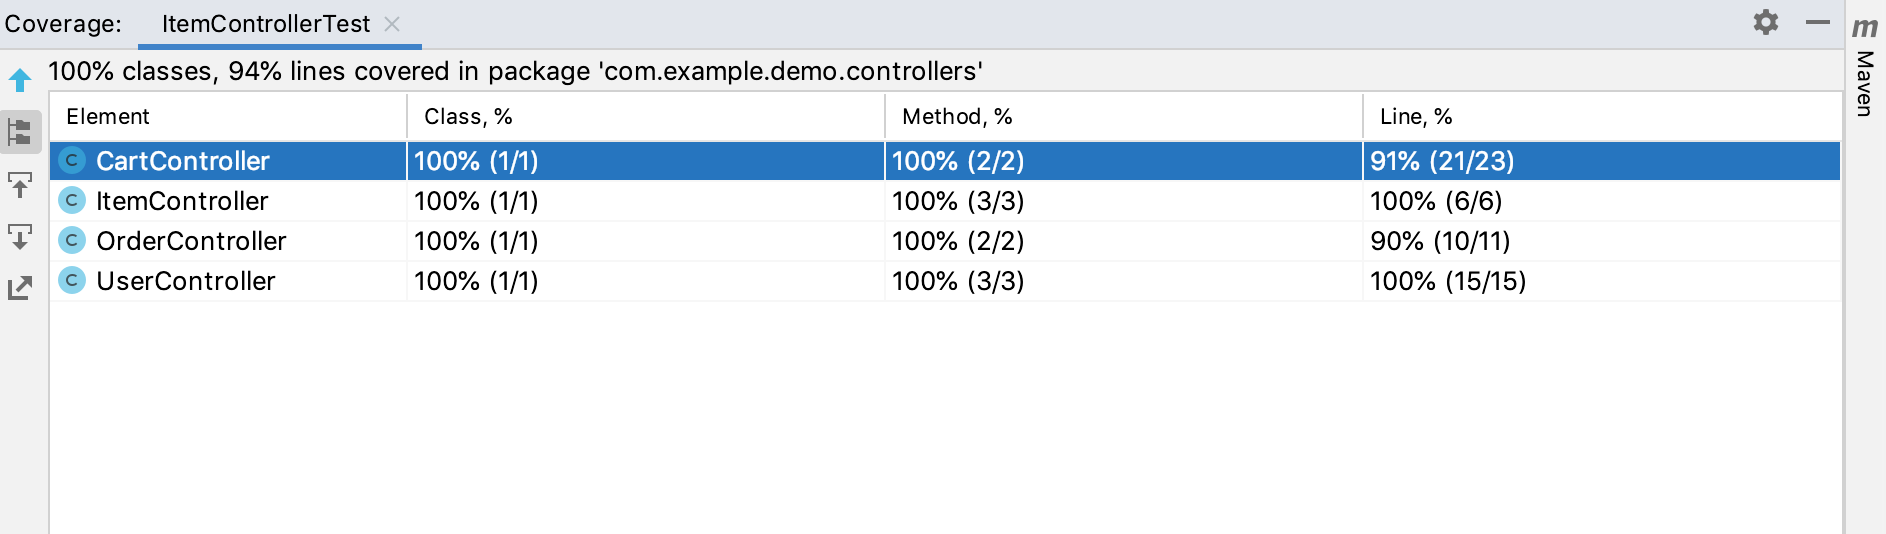 Coverage: ItemControllerTest
m
Maven
100% classes, 94% lines covered in package 'com.example.demo.controllers'
Element Class, % Method, % Line, %
C CartController 100% (1/1) 100% (2/2) 91% (21/23)
C ItemController 100% (1/1) 100% (3/3) 100% (6/6)
C OrderController 100% (1/1) 100% (2/2) 90% (10/11)
C UserController 100% (1/1) 100% (3/3) 100% (15/15)